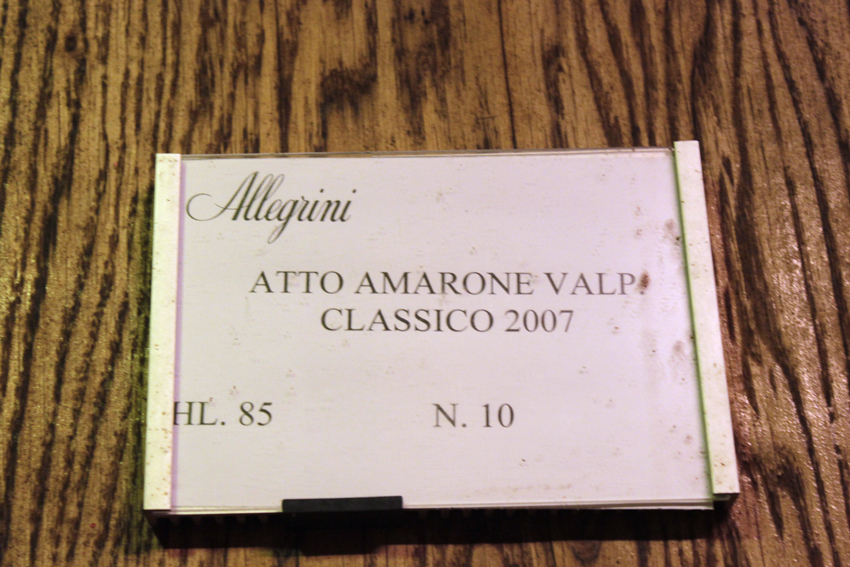 Allegrini
ATTO AMARONE VALP.
CLASSICO 2007
HL. 85 N. 10